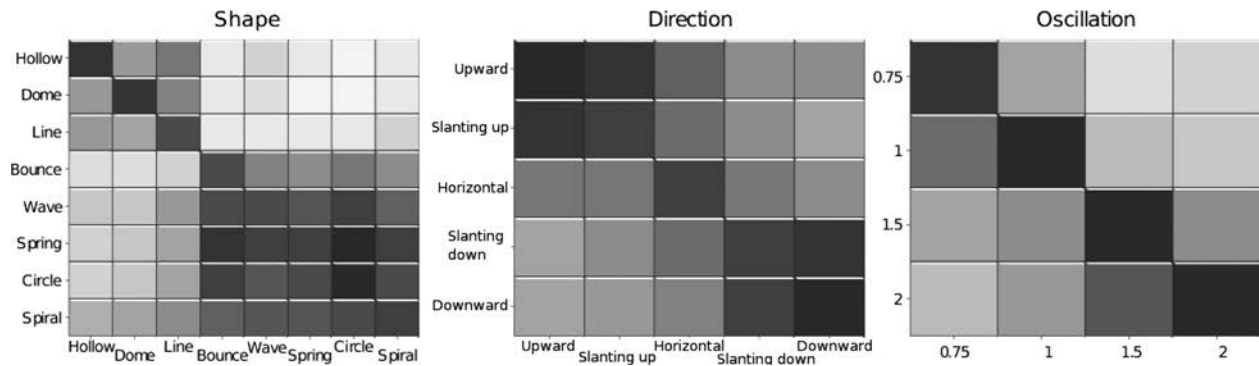 Shape
Direction
Oscillation
Hollow
Dome
Line
Bounce
Wave
Spring
Circle
Spiral
Hollow
Dome
Line
Bounce
Wave
Spring
Circle
Spiral
Upward
Slanting up
Horizontal
Slanting
down
Downward
Upward
Slanting up
Horizontal
Slanting down
Downward
0.75
1
1.5
2
0.75
1
1.5
2